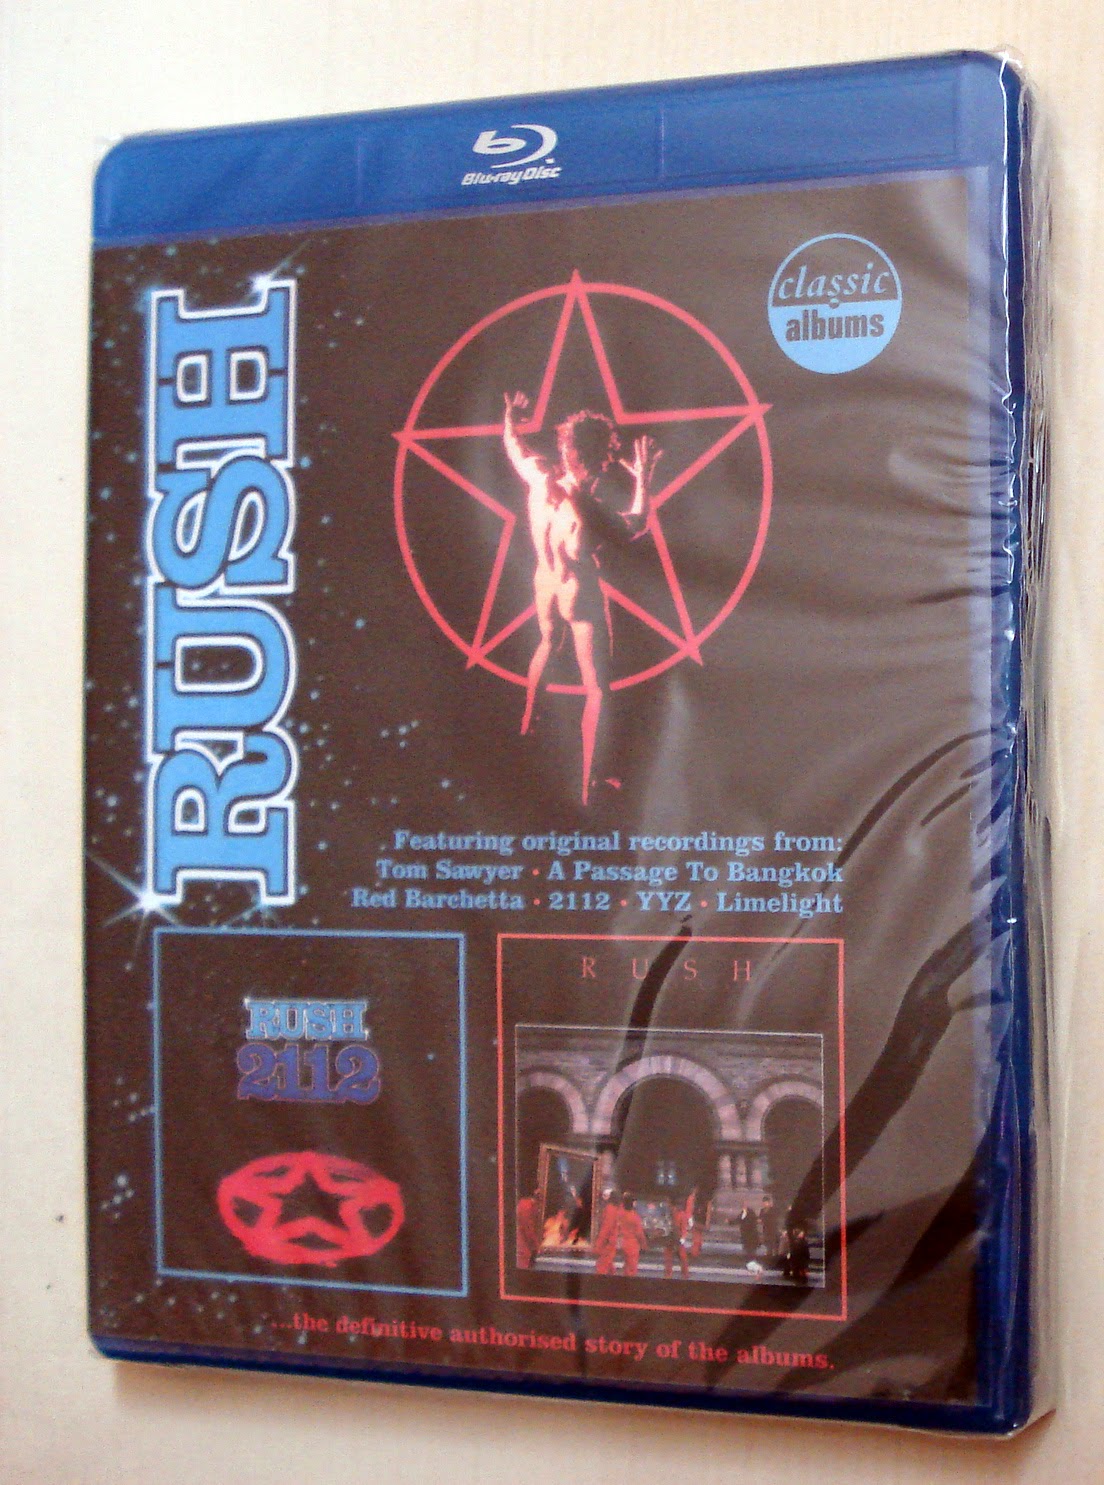 Blu-ray Disc
classic
albums
RUSH
Featuring original recordings from:
Tom Sawyer • A Passage To Bangkok
Red Barchetta • 2112 • YYZ • Limelight
RUSH
2112
RUSH
...the definitive authorised story of the albums.